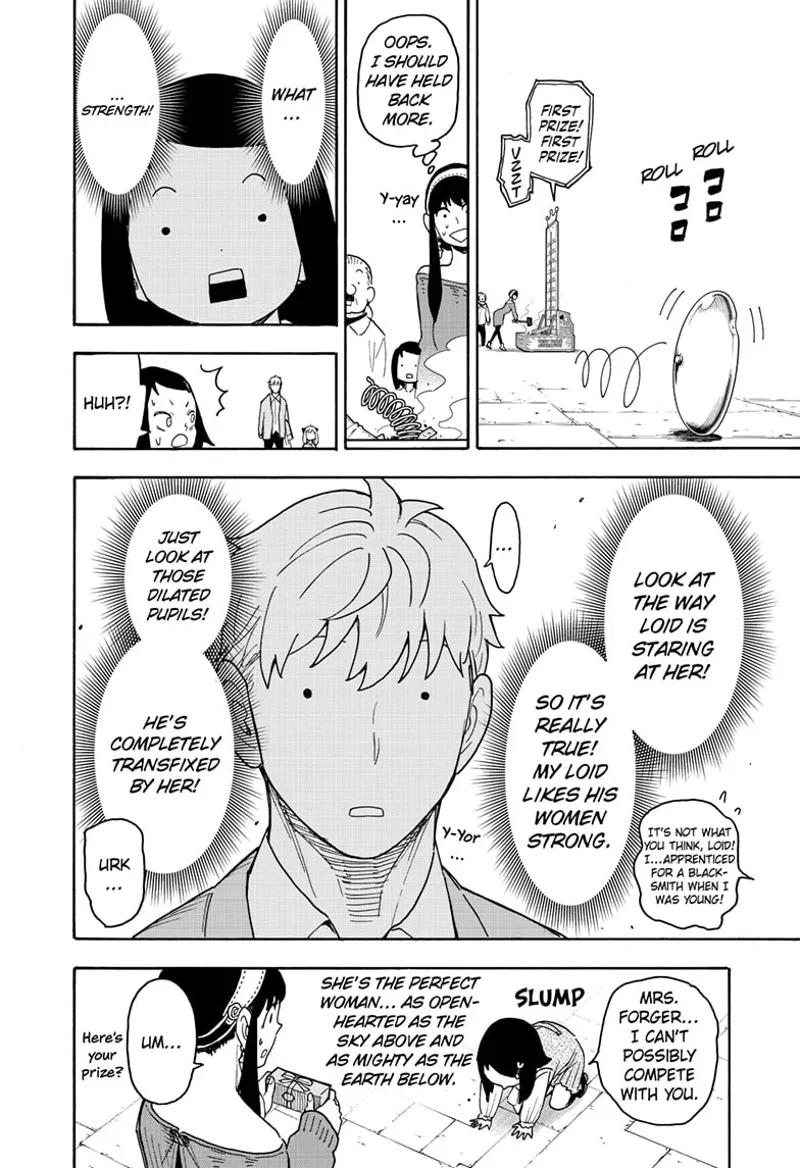 ROLL
ROLL
コロ
コロ
FIRST
PRIZE!
FIRST
PRIZE!
VZZT
OOPS.
I SHOULD
HAVE HELD
BACK
MORE.
Y-yay
...
WHAT
...
...
STRENGTH!
HUH?!
LOOK AT
THE WAY
LOID IS
STARING
AT HER!
SO IT'S
REALLY
TRUE!
MY LOID
LIKES HIS
WOMEN
STRONG.
...
JUST
LOOK AT
THOSE
DILATED
PUPILS!
HE'S
COMPLETELY
TRANSFIXED
BY HER!
IT'S NOT WHAT
YOU THINK, LOID!
I...APPRENTICED
FOR A BLACK-
SMITH WHEN I
WAS YOUNG!
Y-Yor
...
URK
...
MRS.
FORGER...
I CAN'T
POSSIBLY
COMPETE
WITH YOU.
SLUMP
SHE'S THE PERFECT
WOMAN... AS OPEN-
HEARTED AS THE
SKY ABOVE AND
AS MIGHTY AS THE
EARTH BELOW.
UM...
Here's
your
prize?